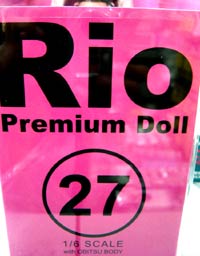 Rio
Premium Doll
27
1/6 SCALE
with OBITSU BODY